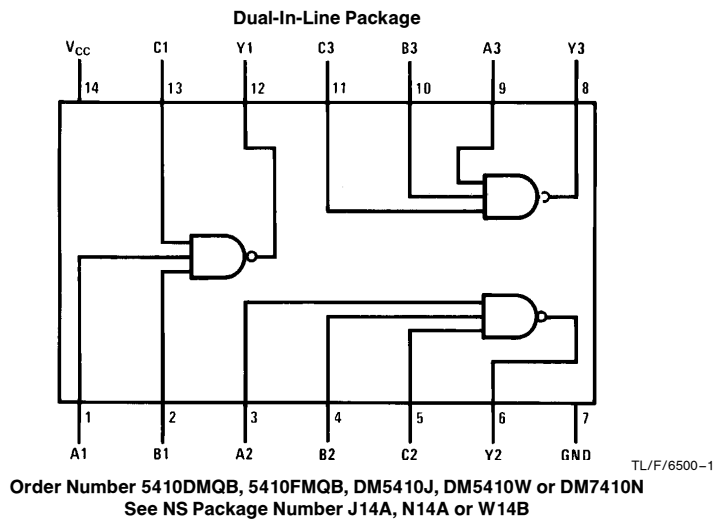 Dual-In-Line Package
VCC C1 Y1 C3 B3 A3 Y3
14 13 12 11 10 9 8
1 2 3 4 5 6 7
A1 B1 A2 B2 C2 Y2 GND
TL/F/6500–1
Order Number 5410DMQB, 5410FMQB, DM5410J, DM5410W or DM7410N
See NS Package Number J14A, N14A or W14B